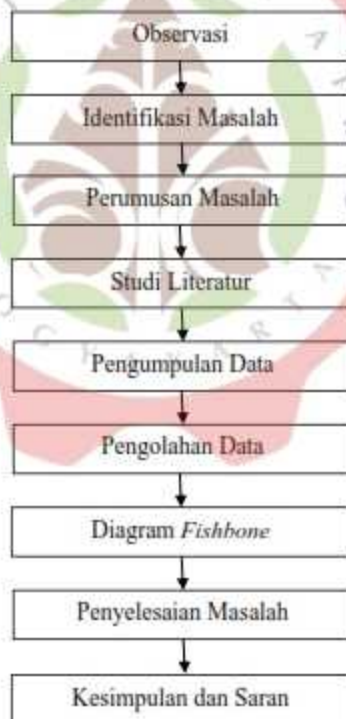 Observasi
Identifikasi Masalah
Perumusan Masalah
Studi Literatur
Pengumpulan Data
Pengolahan Data
Diagram Fishbone
Penyelesaian Masalah
Kesimpulan dan Saran